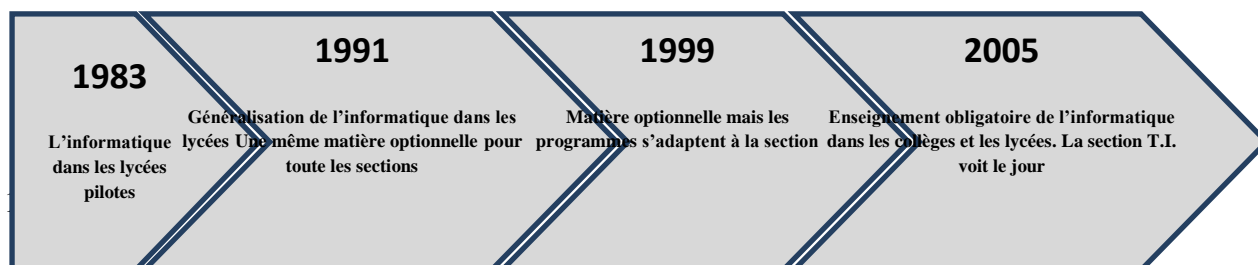 1983
L’informatique
dans les lycées
pilotes
1991
Généralisation de l’informatique dans les
lycées Une même matière optionnelle pour
toute les sections
1999
Matière optionnelle mais les
programmes s’adaptent à la section
2005
Enseignement obligatoire de l’informatique
dans les collèges et les lycées. La section T.I.
voit le jour